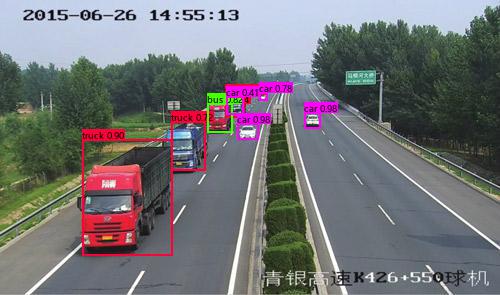 2015-06-26 14:55:13
car 0.78
car 0.41
bus 0.82
car 0.98
truck 0.72
car 0.98
truck 0.90
青银高速K426+550球机